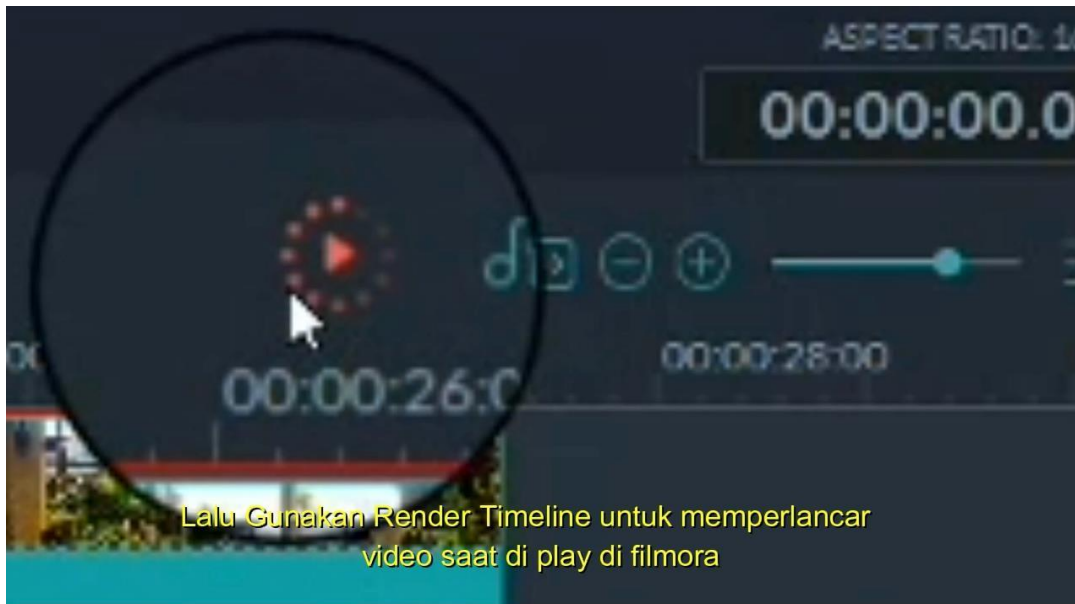 ASPECT RATIO: 16
00:00:00.0
00:00:28:00
00:00:26:0
Lalu Gunakan Render Timeline untuk memperlancar
video saat di play di filmora